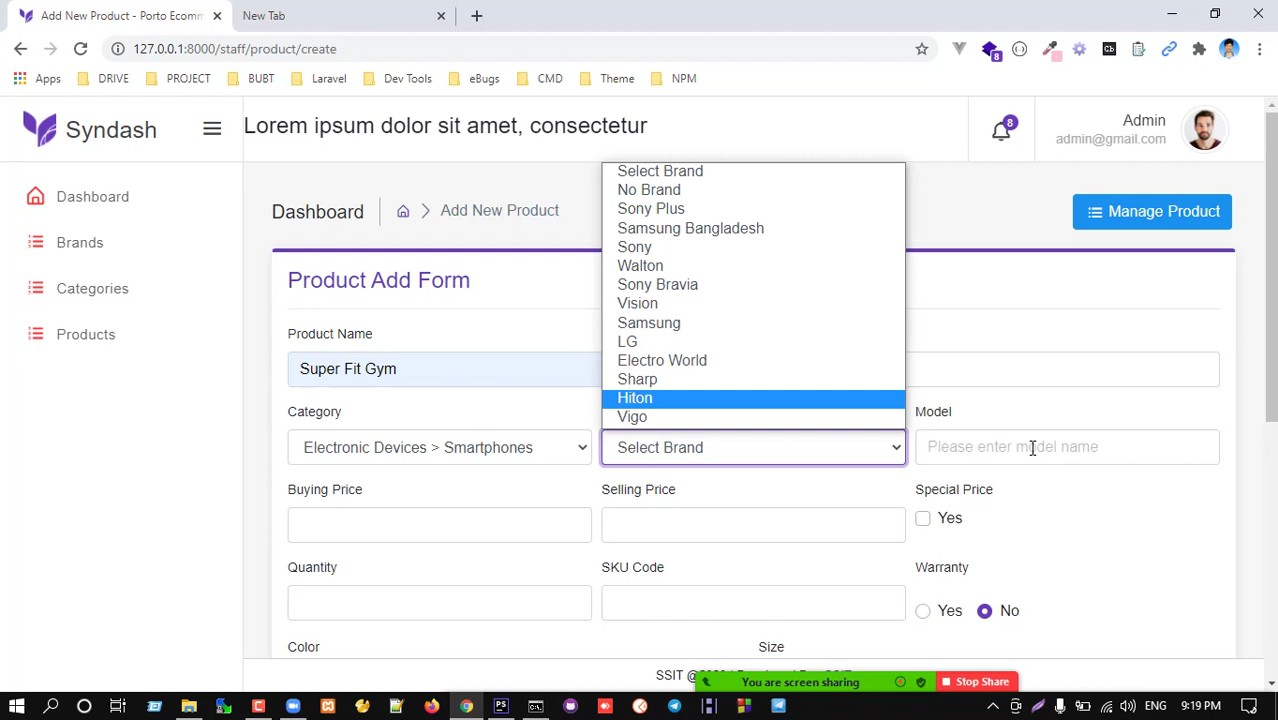 Add New Product - Porto Ecomm
New Tab
127.0.0.1:8000/staff/product/create
8
Apps
DRIVE
PROJECT
BUBT
Laravel
Dev Tools
eBugs
CMD
Theme
NPM
Syndash
Lorem ipsum dolor sit amet, consectetur
8
Admin
admin@gmail.com
Dashboard
Brands
Categories
Products
Dashboard
Add New Product
Manage Product
Product Add Form
Product Name
Super Fit Gym
Category
Electronic Devices > Smartphones
Select Brand
No Brand
Sony Plus
Samsung Bangladesh
Sony
Walton
Sony Bravia
Vision
Samsung
LG
Electro World
Sharp
Hiton
Vigo
Select Brand
Model
Please enter model name
Buying Price
Selling Price
Special Price
Yes
Quantity
SKU Code
Warranty
Yes
No
Color
Size
You are screen sharing
Stop Share
ENG
9:19 PM